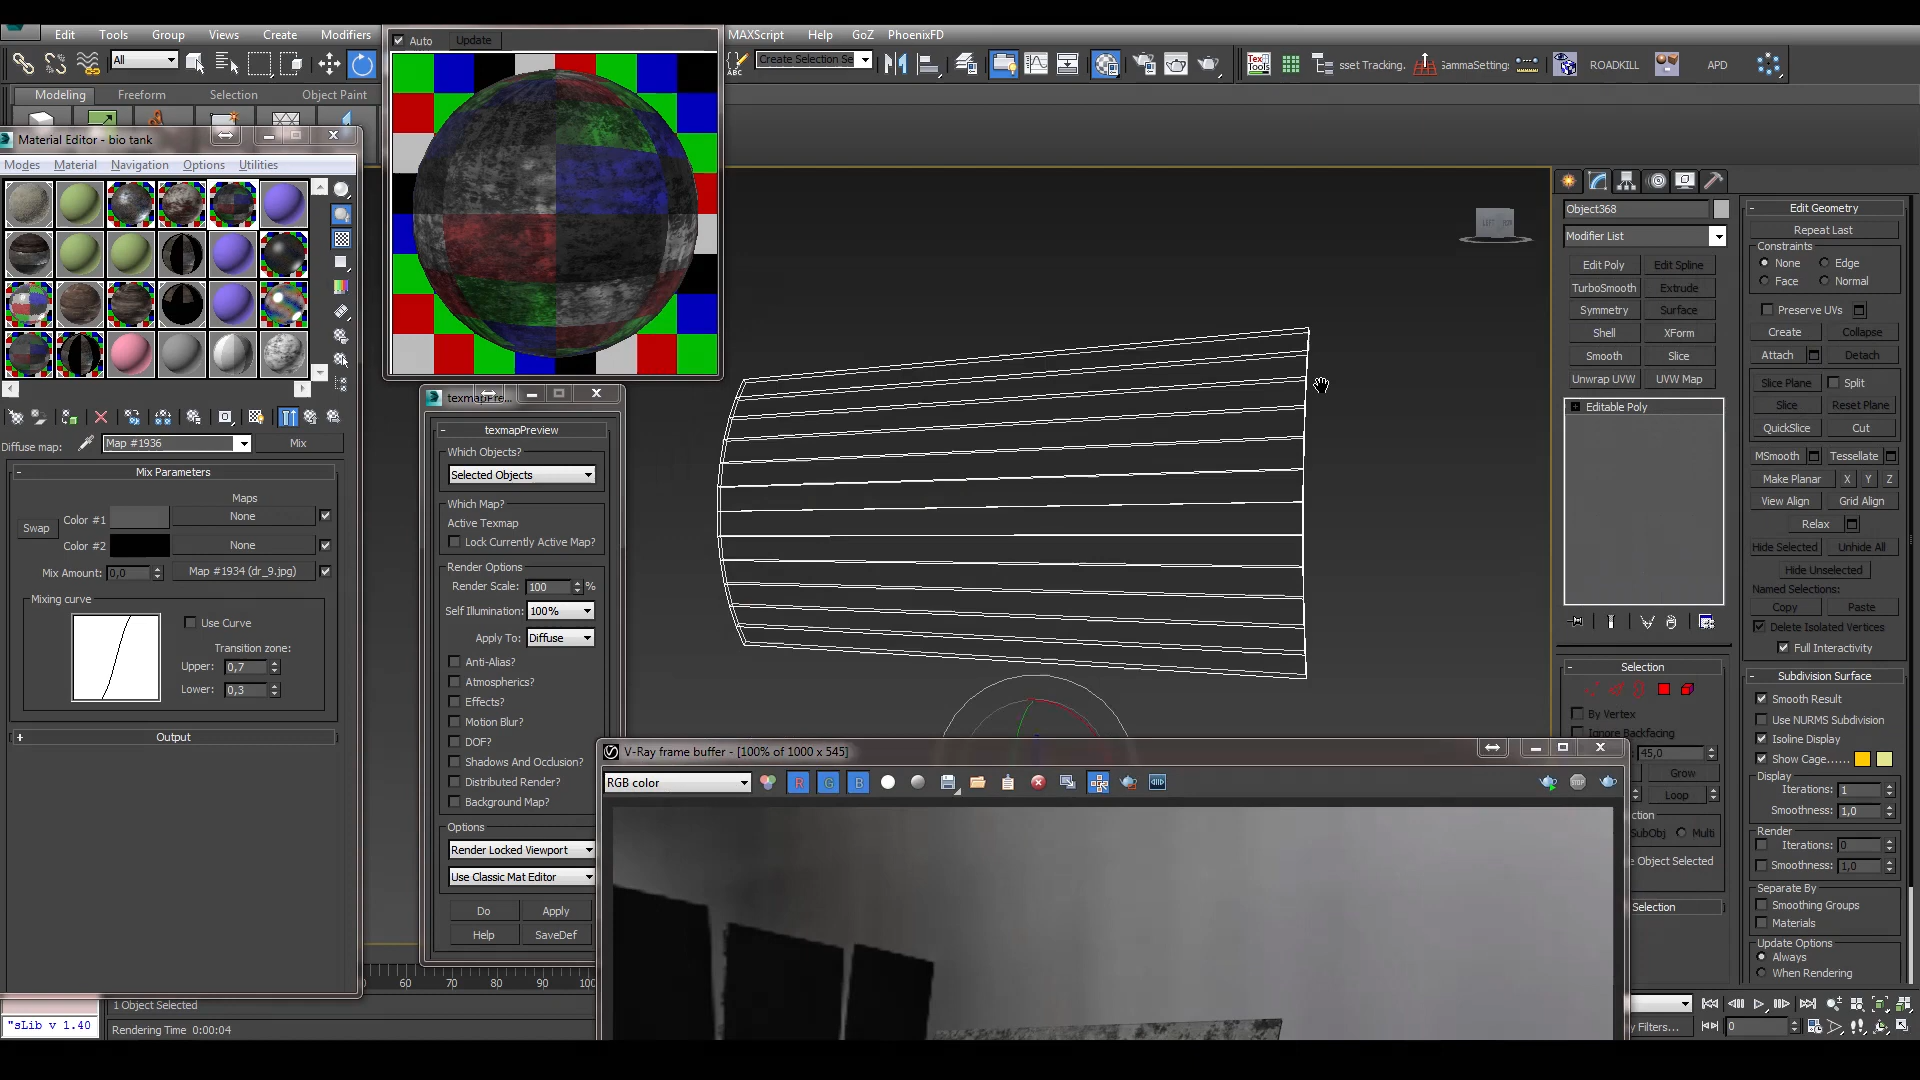 Edit Tools Group Views Create Modifiers MAXScript Help GoZ PhoenixFD
Auto Update
All
ABC
Create Selection Se
sset Tracking.
GammaSetting:
ROADKILL APD
Modeling Freeform Selection Object Paint
Material Editor - bio tank
Modes Material Navigation Options Utilities
Diffuse map: Map #1936 Mix
Mix Parameters
Maps
Swap
Color #1 None
Color #2 None
Mix Amount: 0,0 Map #1934 (dr_9.jpg)
Mixing curve
Use Curve
Transition zone:
Upper: 0,7
Lower: 0,3
Output
texmapPre...
texmapPreview
Which Objects?
Selected Objects
Which Map?
Active Texmap
Lock Currently Active Map?
Render Options
Render Scale: 100 %
Self Illumination: 100%
Apply To: Diffuse
Anti-Alias?
Atmospherics?
Effects?
Motion Blur?
DOF?
Shadows And Occlusion?
Distributed Render?
Background Map?
Options
Render Locked Viewport
Use Classic Mat Editor
Do Apply
Help SaveDef
V-Ray frame buffer - [100% of 1000 x 545]
RGB color
R G B
Object368
Modifier List
Edit Poly Edit Spline
TurboSmooth Extrude
Symmetry Surface
Shell XForm
Smooth Slice
Unwrap UVW UVW Map
Editable Poly
Selection
By Vertex
Ignore Backfacing
45,0
Grow
Loop
ction
SubObj Multi
e Object Selected
Selection
Edit Geometry
Repeat Last
Constraints
None Edge
Face Normal
Preserve UVs
Create Collapse
Attach Detach
Slice Plane Split
Slice Reset Plane
QuickSlice Cut
MSmooth Tessellate
Make Planar X Y Z
View Align Grid Align
Relax
Hide Selected Unhide All
Hide Unselected
Named Selections:
Copy Paste
Delete Isolated Vertices
Full Interactivity
Subdivision Surface
Smooth Result
Use NURMS Subdivision
Isoline Display
Show Cage......
Display
Iterations: 1
Smoothness: 1,0
Render
Iterations: 0
Smoothness: 1,0
Separate By
Smoothing Groups
Materials
Update Options
Always
When Rendering
60 70 80 90 100
"sLib v 1.40
1 Object Selected
Rendering Time 0:00:04
y Filters...
0